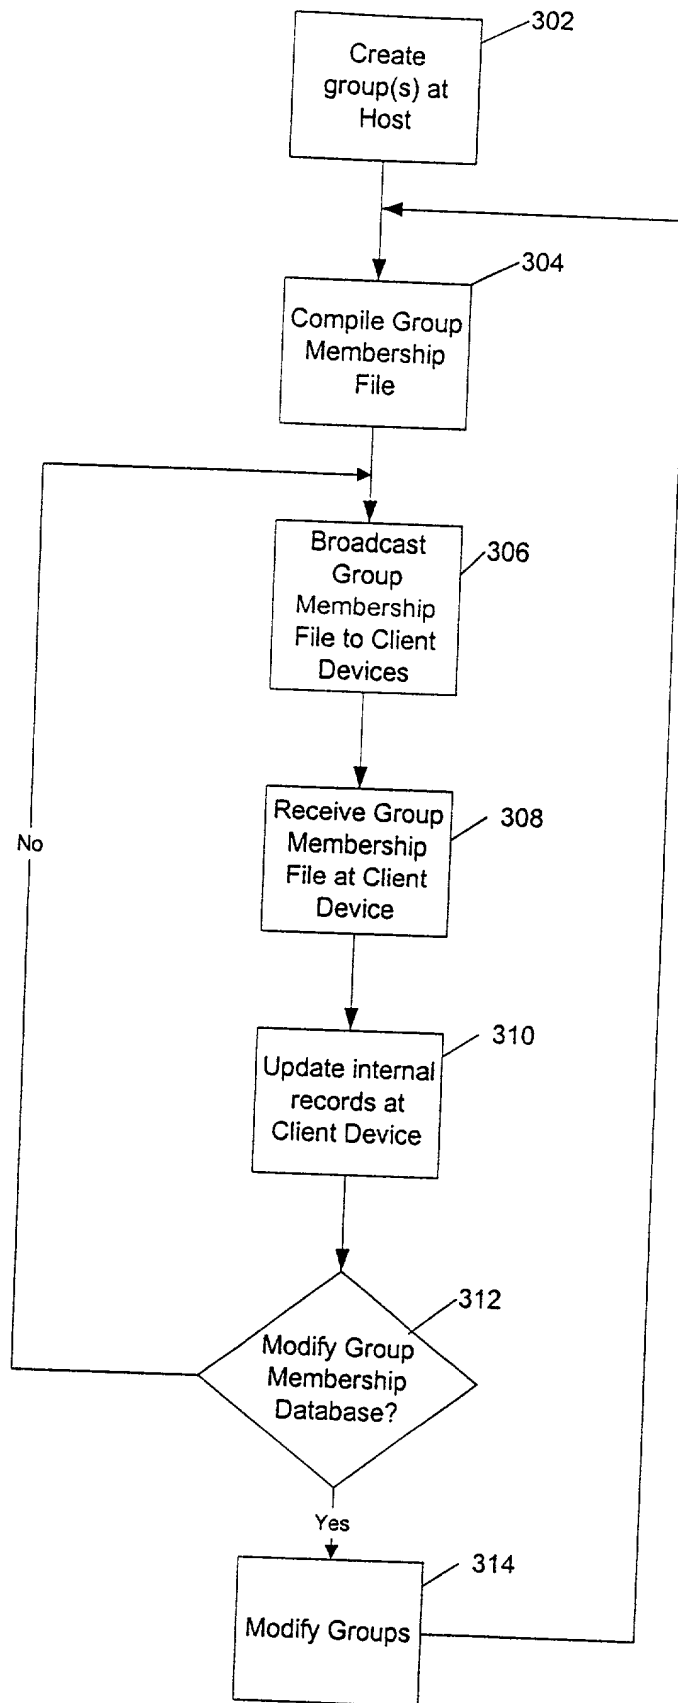 302
Create
group(s) at
Host
304
Compile Group
Membership
File
306
Broadcast
Group
Membership
File to Client
Devices
308
Receive Group
Membership
File at Client
Device
No
310
Update internal
records at
Client Device
312
Modify Group
Membership
Database?
Yes
314
Modify Groups